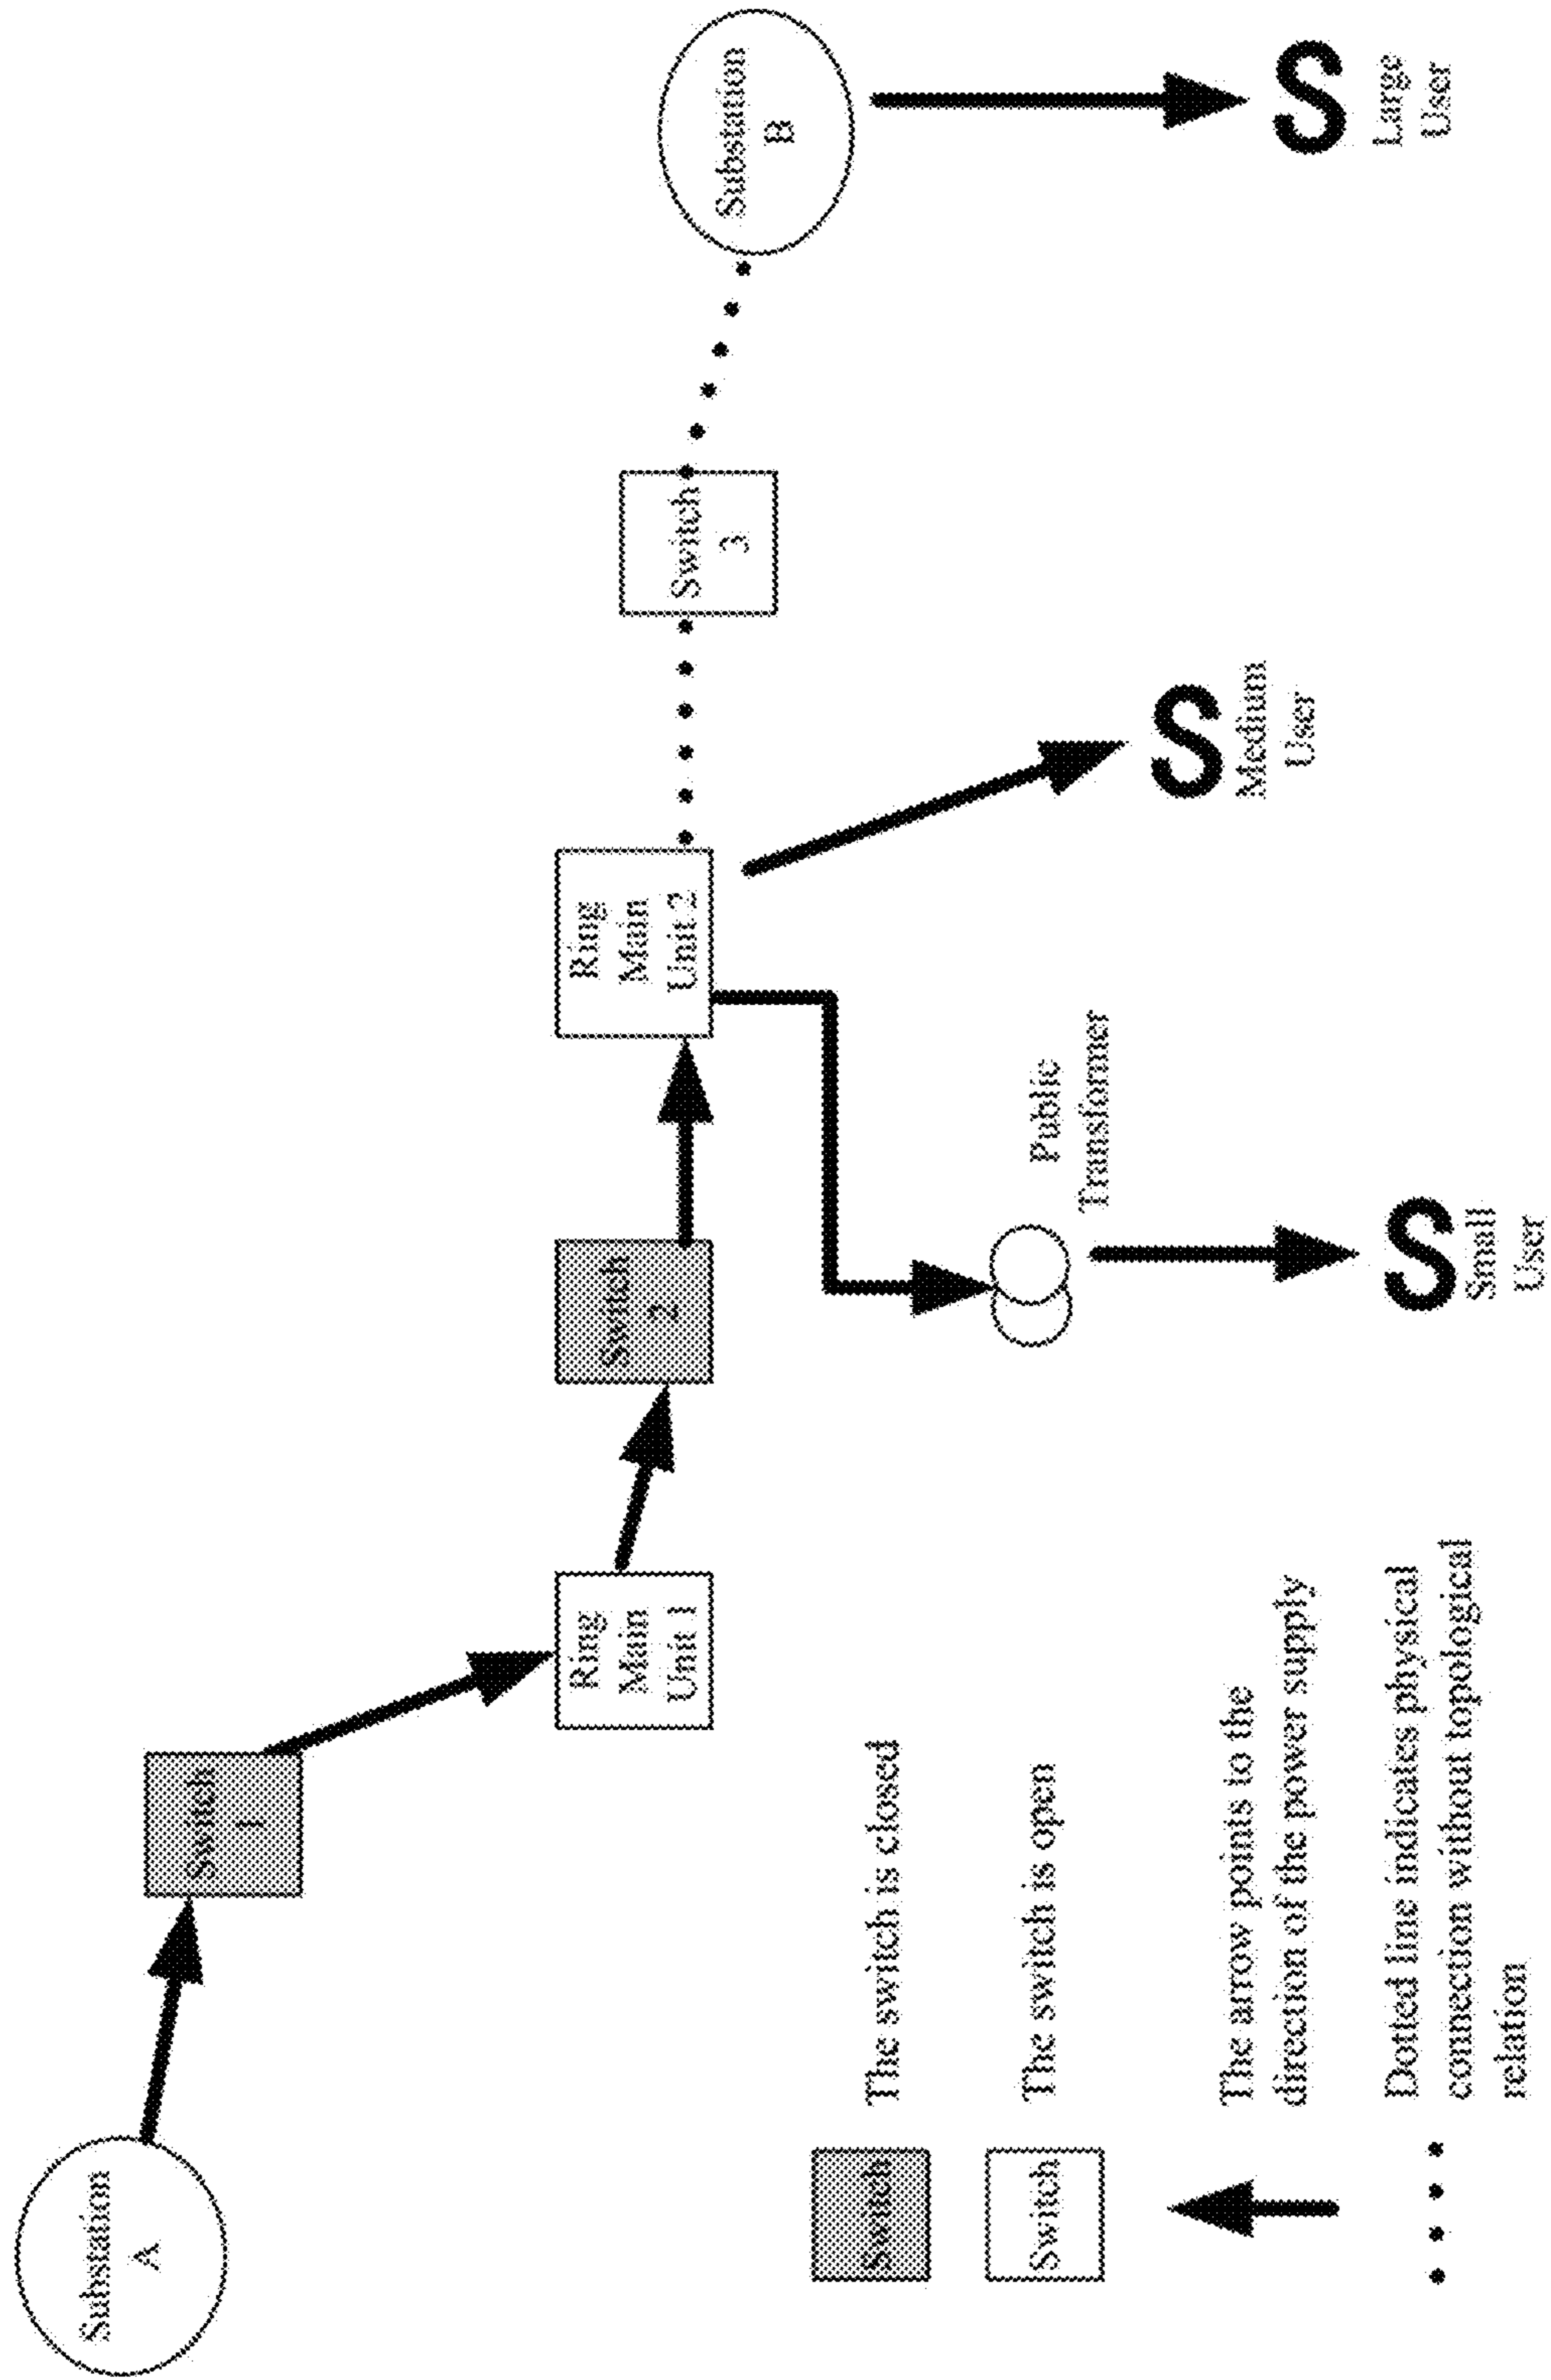 Substation
A
Switch
1
Ring
Main
Unit 1
Switch
2
Ring
Main
Unit 2
Switch
3
Substation
B
Public
Transformer
S
Small
User
S
Medium
User
S
Large
User
Switch
The switch is closed
Switch
The switch is open
The arrow points to the
direction of the power supply
Dotted line indicates physical
connection without topological
relation